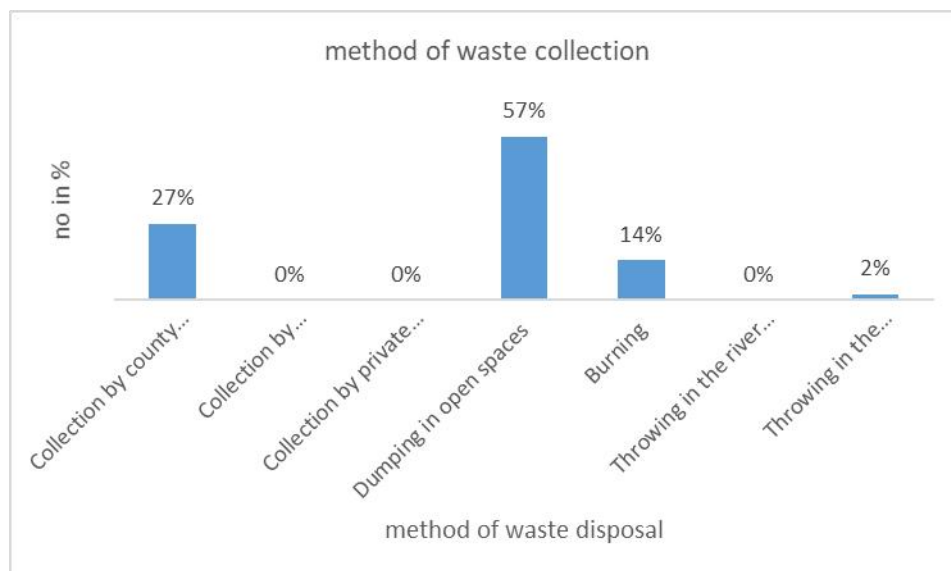 method of waste collection
no in %
27%
0%
0%
57%
14%
0%
2%
Collection by county...
Collection by...
Collection by private...
Dumping in open spaces
Burning
Throwing in the river...
Throwing in the...
method of waste disposal